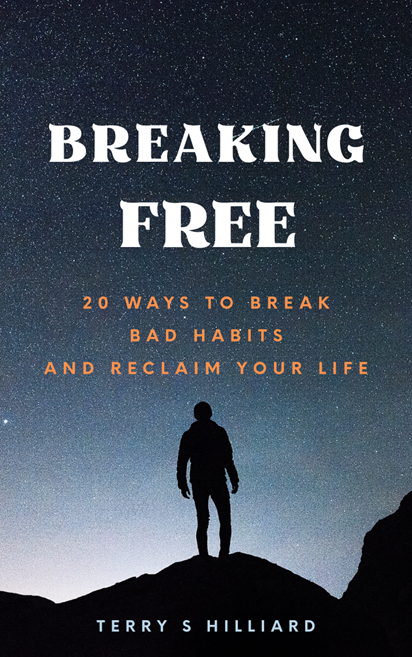 BREAKING
FREE
20 WAYS TO BREAK
BAD HABITS
AND RECLAIM YOUR LIFE
TERRY S HILLIARD